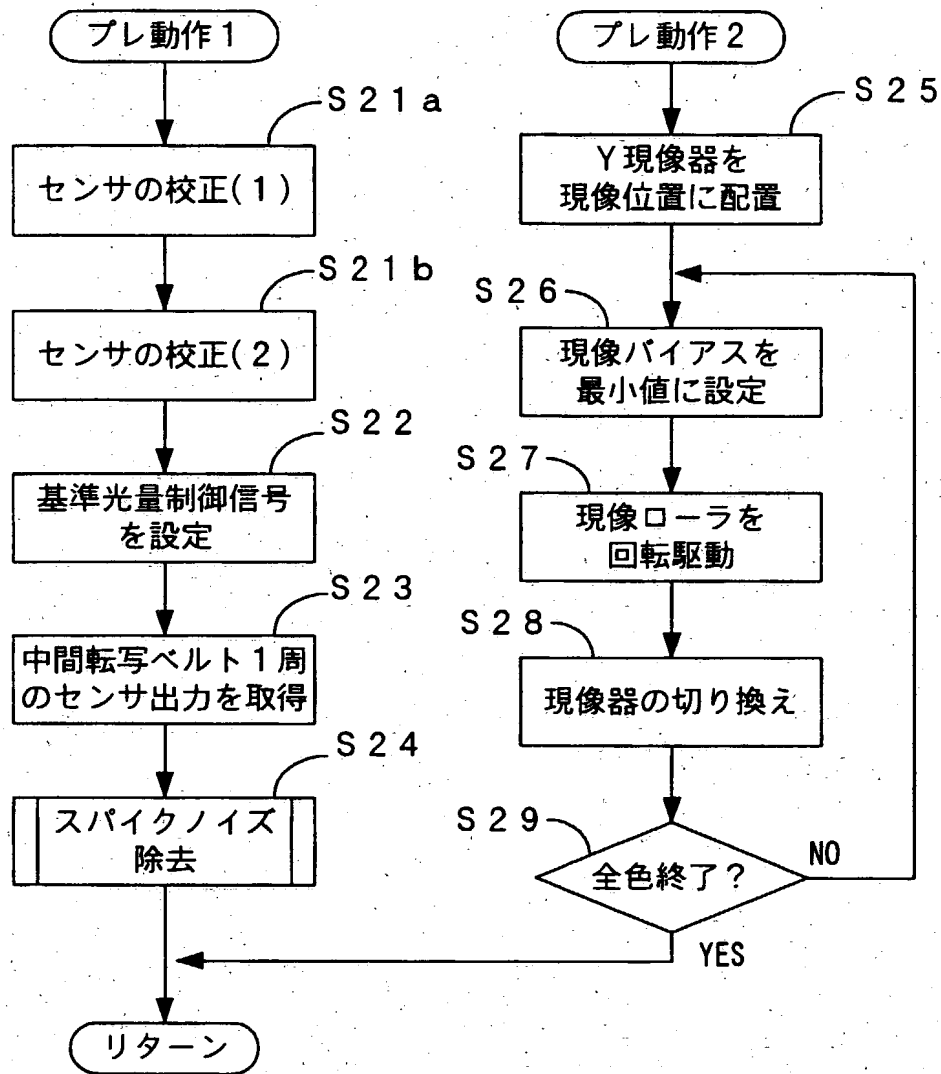 プレ動作1
S21a
センサの校正(1)
S21b
センサの校正(2)
S22
基準光量制御信号
を設定
S23
中間転写ベルト1周
のセンサ出力を取得
S24
スパイクノイズ
除去
リターン
プレ動作2
S25
Y現像器を
現像位置に配置
S26
現像バイアスを
最小値に設定
S27
現像ローラを
回転駆動
S28
現像器の切り換え
S29
全色終了?
NO
YES